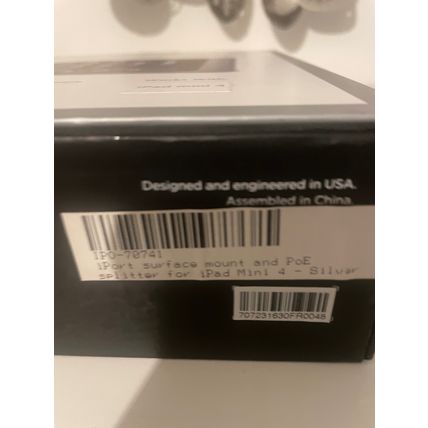 Designed and engineered in USA.
Assembled in China.
IPO-70741
iPort surface mount and PoE
splitter for iPad Mini 4 - Silver
707231630FR0048